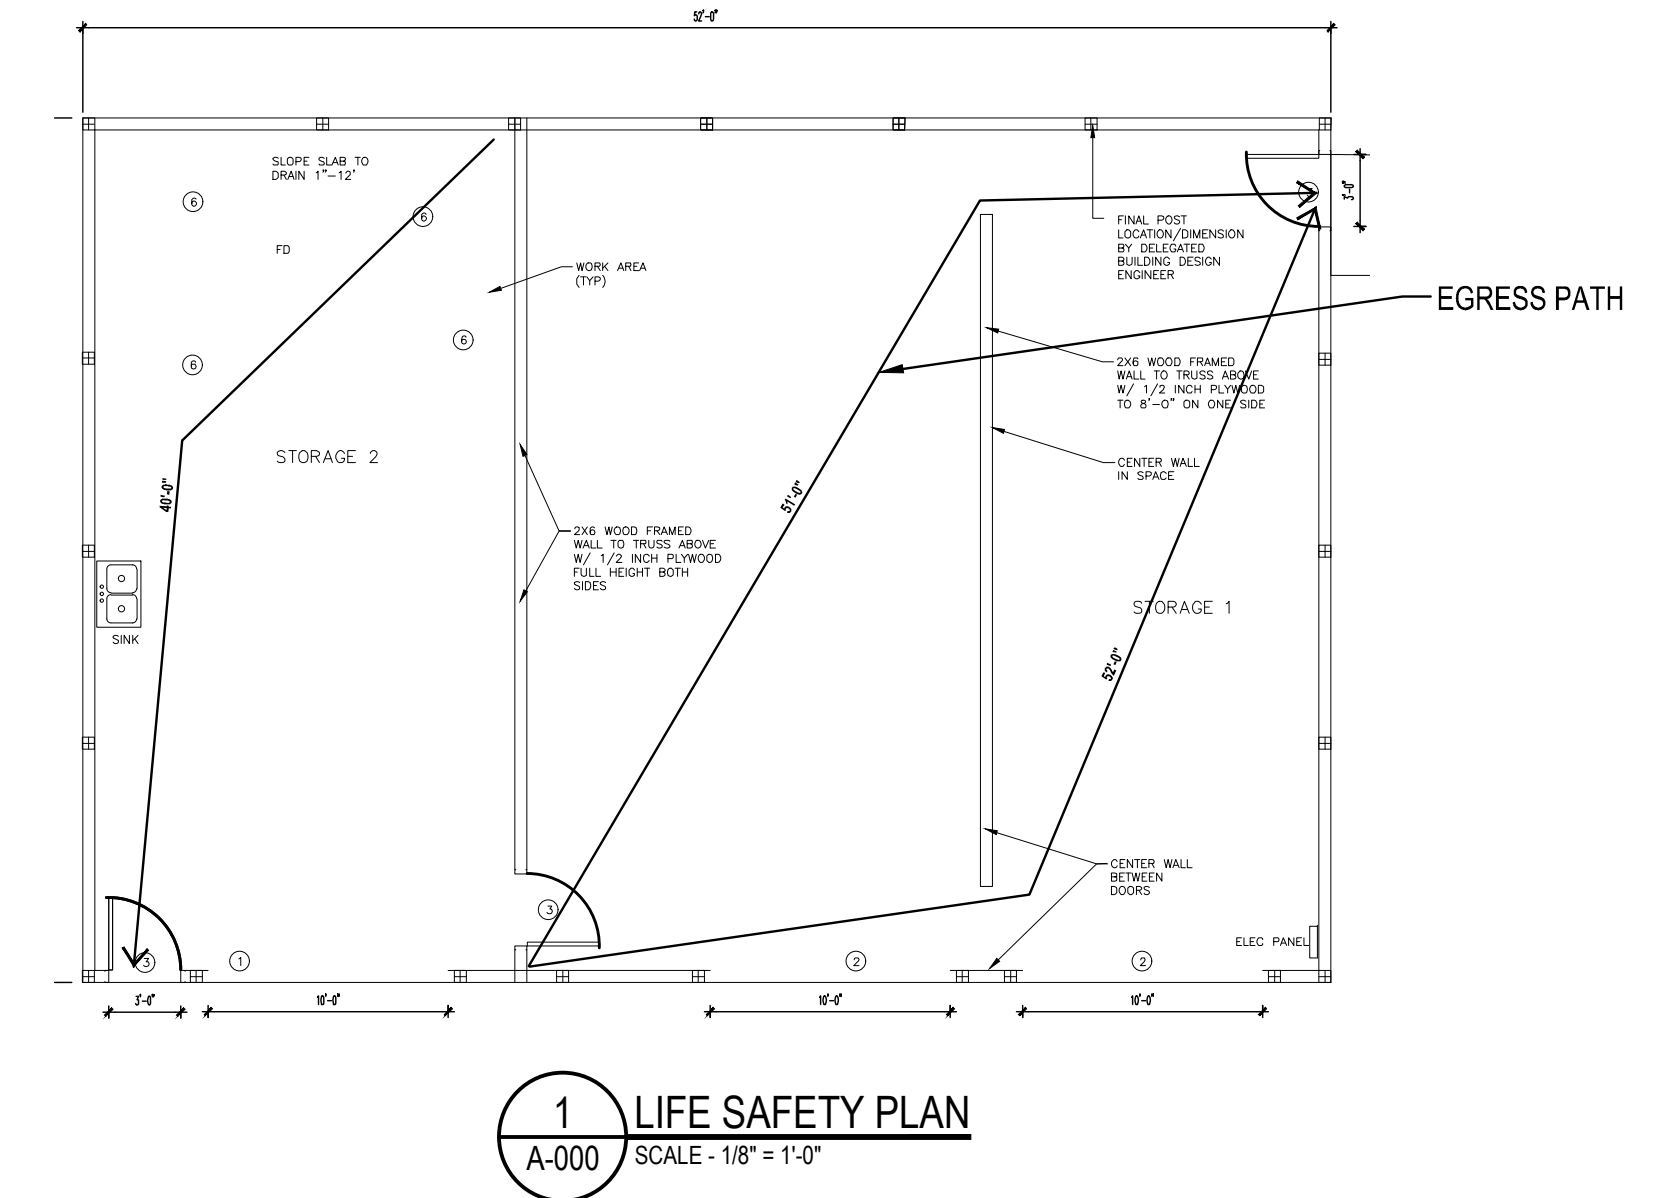 52'-0"
SLOPE SLAB TO
DRAIN 1"-12'
6
6
FD
WORK AREA
(TYP)
6
6
FINAL POST
LOCATION/DIMENSION
BY DELEGATED
BUILDING DESIGN
ENGINEER
3'-0"
EGRESS PATH
2X6 WOOD FRAMED
WALL TO TRUSS ABOVE
W/ 1/2 INCH PLYWOOD
TO 8'-0" ON ONE SIDE
STORAGE 2
CENTER WALL
IN SPACE
40'-0"
51'-0"
2X6 WOOD FRAMED
WALL TO TRUSS ABOVE
W/ 1/2 INCH PLYWOOD
FULL HEIGHT BOTH
SIDES
STORAGE 1
SINK
52'-0"
CENTER WALL
BETWEEN
DOORS
3
ELEC PANEL
3
1
2
2
3'-0"
10'-0"
10'-0"
10'-0"
1
LIFE SAFETY PLAN
A-000
SCALE - 1/8" = 1'-0"